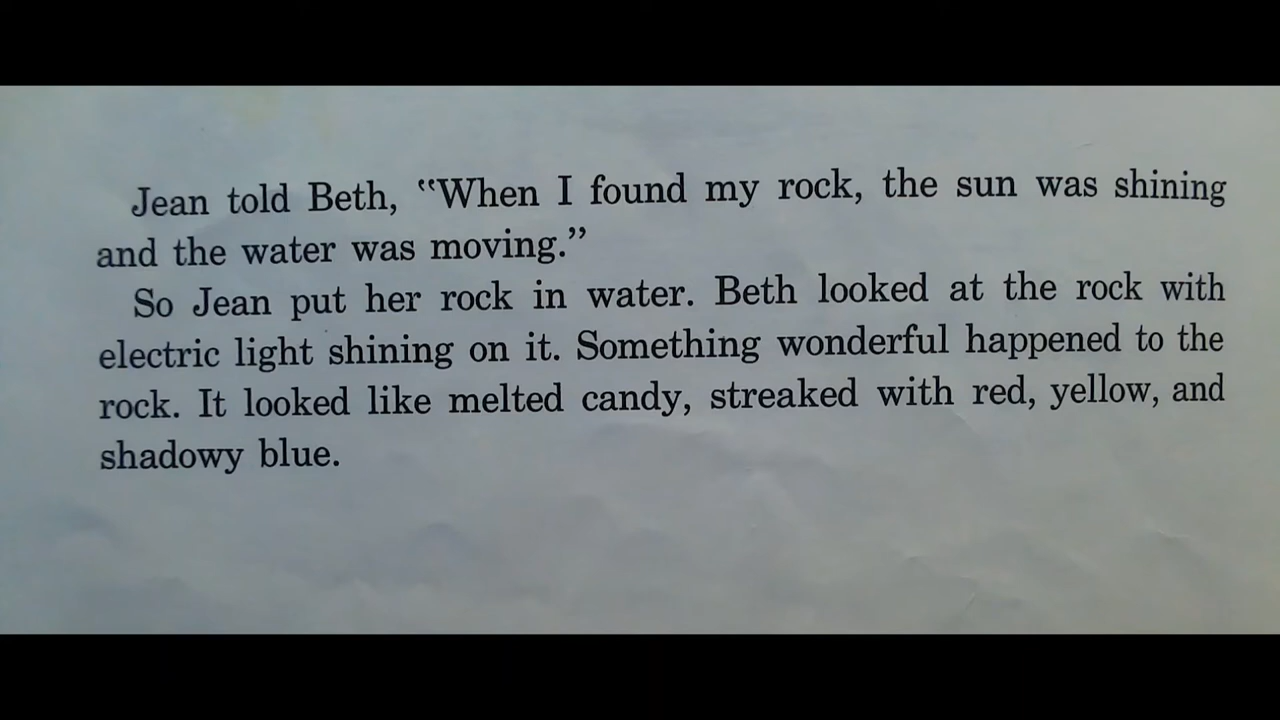 Jean told Beth, “When I found my rock, the sun was shining
and the water was moving.”
So Jean put her rock in water. Beth looked at the rock with
electric light shining on it. Something wonderful happened to the
rock. It looked like melted candy, streaked with red, yellow, and
shadowy blue.